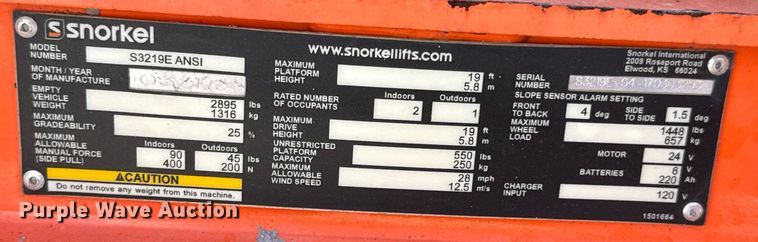 snorkel
MODEL NUMBER S3219E ANSI
MONTH / YEAR OF MANUFACTURE
EMPTY VEHICLE WEIGHT 2895 lbs
1316 kg
MAXIMUM GRADEABILITY 25 %
MAXIMUM ALLOWABLE MANUAL FORCE (SIDE PULL)
Indoors Outdoors
90 45 lbs
400 200 N
CAUTION
Do not remove any weight from this machine.
www.snorkellifts.com
MAXIMUM PLATFORM HEIGHT 19 ft
5.8 m
RATED NUMBER OF OCCUPANTS
Indoors Outdoors
2 1
MAXIMUM DRIVE HEIGHT 19 ft
5.8 m
UNRESTRICTED PLATFORM CAPACITY 550 lbs
250 kg
MAXIMUM ALLOWABLE WIND SPEED 28 mph
12.5 m/s
Snorkel International
2009 Roseport Road
Elwood, KS 66024
SERIAL NUMBER
SLOPE SENSOR ALARM SETTING
FRONT TO BACK 4 deg SIDE TO SIDE 1.5 deg
MAXIMUM WHEEL LOAD 1448 lbs
657 kg
MOTOR 24 V
BATTERIES 6 V
220 Ah
CHARGER INPUT 120 V
1501664
Purple Wave Auction